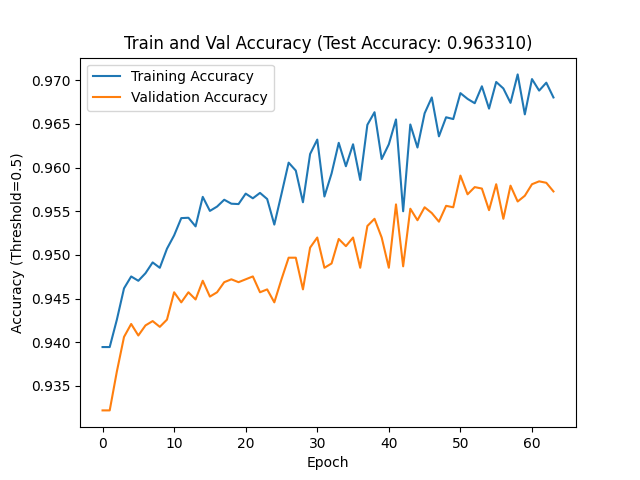 Train and Val Accuracy (Test Accuracy: 0.963310)
Training Accuracy
Validation Accuracy
0.970
0.965
0.960
0.955
0.950
0.945
0.940
0.935
Accuracy (Threshold=0.5)
0 10 20 30 40 50 60
Epoch